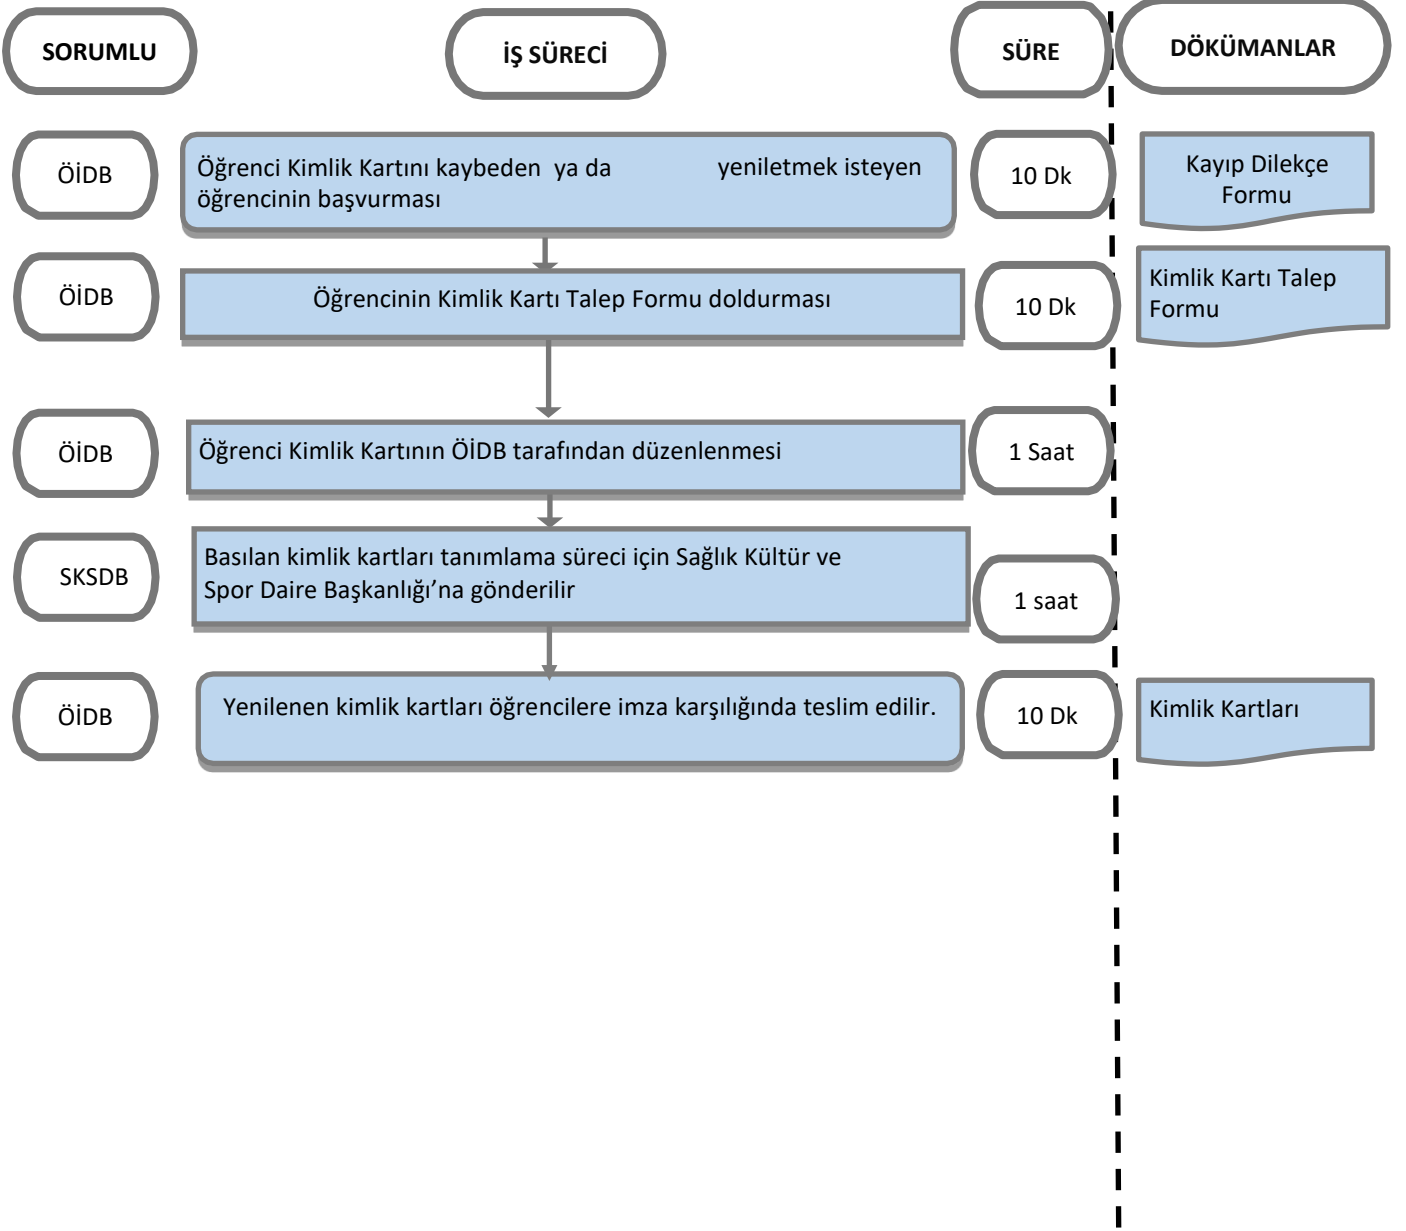 SORUMLU
İŞ SÜRECİ
SÜRE
DÖKÜMANLAR
ÖİDB
Öğrenci Kimlik Kartını kaybeden ya da yeniletmek isteyen
öğrencinin başvurması
10 Dk
Kayıp Dilekçe
Formu
ÖİDB
Öğrencinin Kimlik Kartı Talep Formu doldurması
10 Dk
Kimlik Kartı Talep
Formu
ÖİDB
Öğrenci Kimlik Kartının ÖİDB tarafından düzenlenmesi
1 Saat
SKSDB
Basılan kimlik kartları tanımlama süreci için Sağlık Kültür ve
Spor Daire Başkanlığı’na gönderilir
1 saat
ÖİDB
Yenilenen kimlik kartları öğrencilere imza karşılığında teslim edilir.
10 Dk
Kimlik Kartları